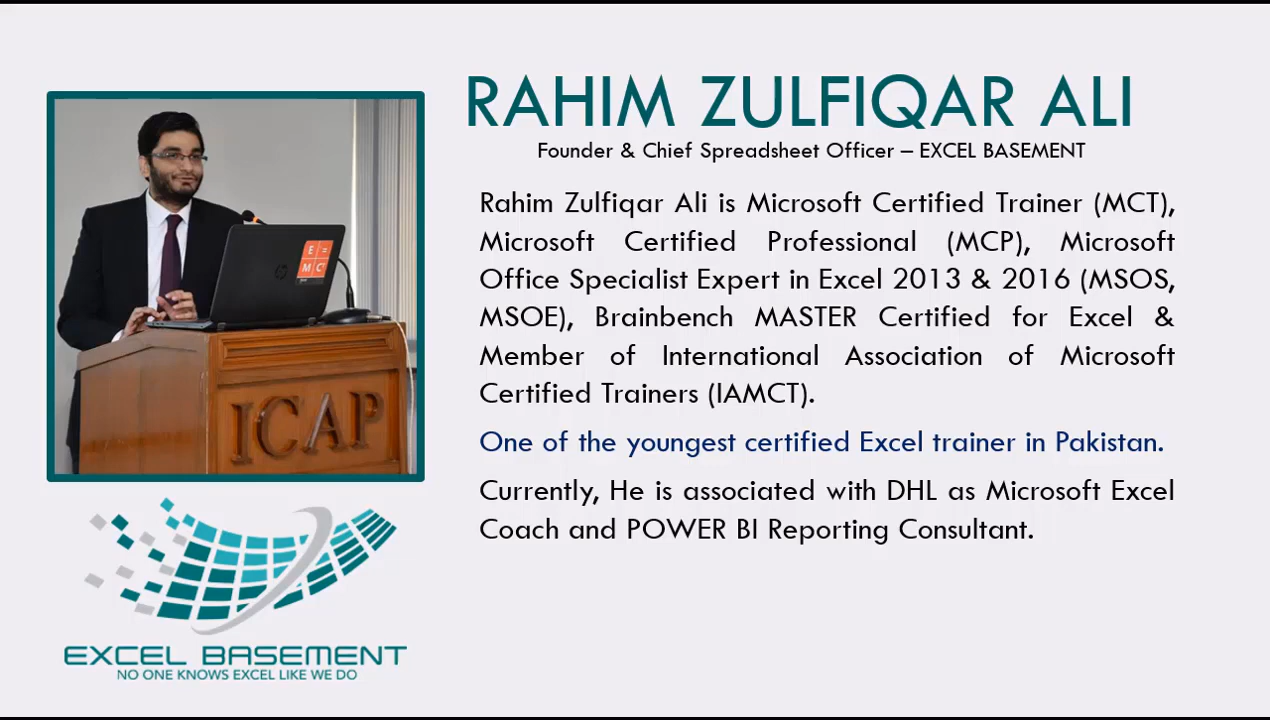 RAHIM ZULFIQAR ALI
Founder & Chief Spreadsheet Officer – EXCEL BASEMENT
Rahim Zulfiqar Ali is Microsoft Certified Trainer (MCT),
Microsoft Certified Professional (MCP), Microsoft
Office Specialist Expert in Excel 2013 & 2016 (MSOS,
MSOE), Brainbench MASTER Certified for Excel &
Member of International Association of Microsoft
Certified Trainers (IAMCT).
One of the youngest certified Excel trainer in Pakistan.
Currently, He is associated with DHL as Microsoft Excel
Coach and POWER BI Reporting Consultant.
E =
M C²
hp
ICAP
EXCEL BASEMENT
NO ONE KNOWS EXCEL LIKE WE DO